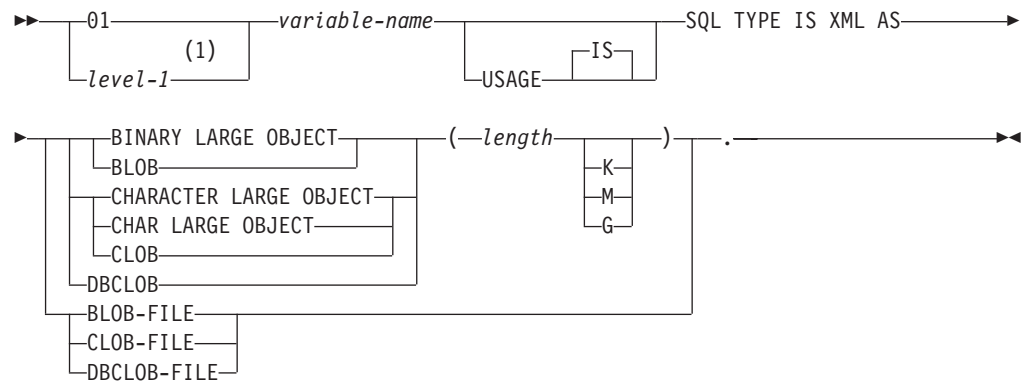 01 variable-name SQL TYPE IS XML AS
(1) IS
level-1 USAGE
BINARY LARGE OBJECT ( length ) .
BLOB K
CHARACTER LARGE OBJECT M
CHAR LARGE OBJECT G
CLOB
DBCLOB
BLOB-FILE
CLOB-FILE
DBCLOB-FILE